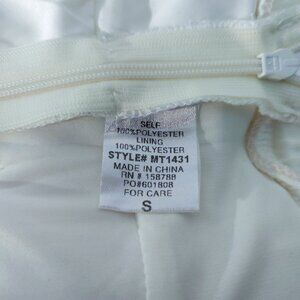 SELF
100%POLYESTER
LINING
100%POLYESTER
STYLE# MT1431
MADE IN CHINA
RN # 158788
PO#601808
FOR CARE
S